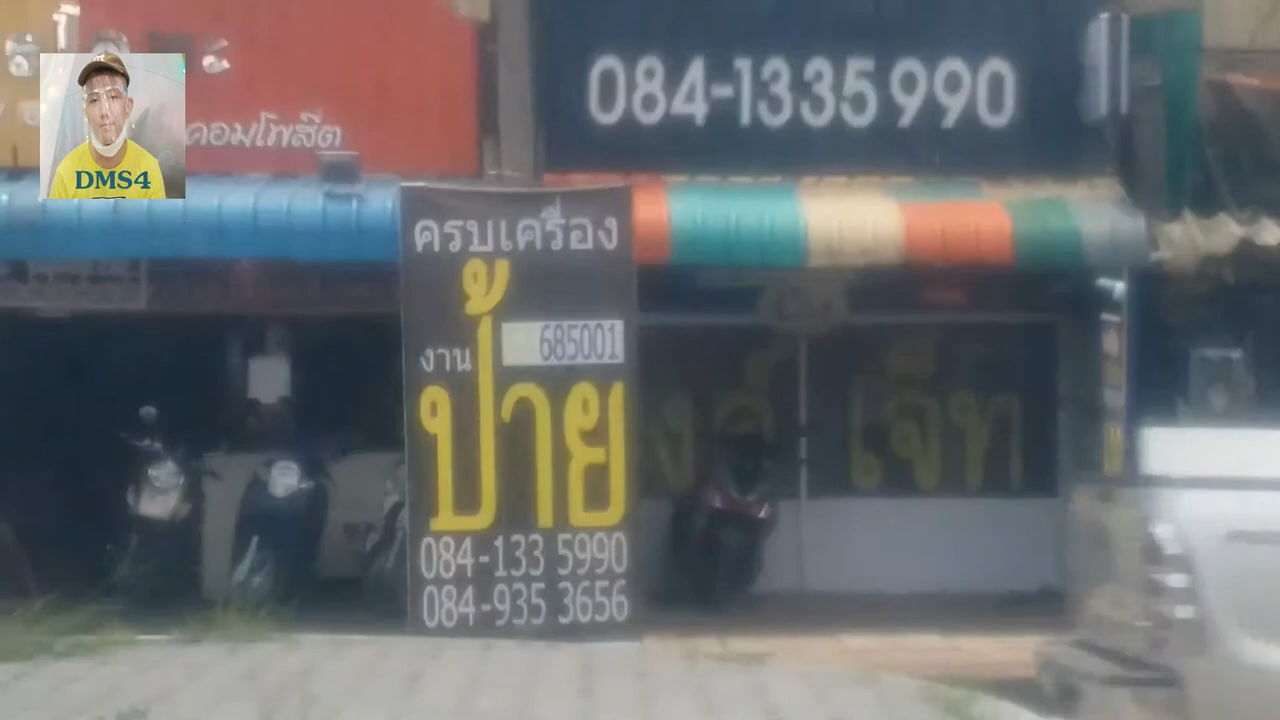 084-1335990
คอมโพสีต
DMS4
ครบเครื่อง
งาน
685001
ป้าย
084-133 5990
084-935 3656